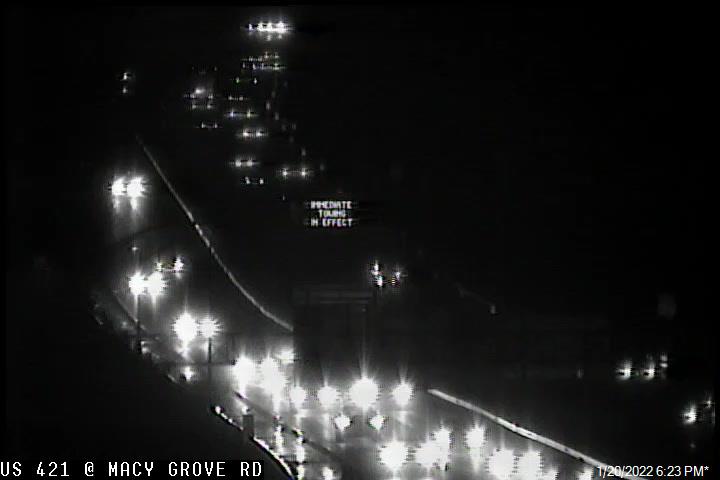 IMMEDIATE
TOWING
IN EFFECT
US 421 @ MACY GROVE RD
1/20/2022 6:23 PM*